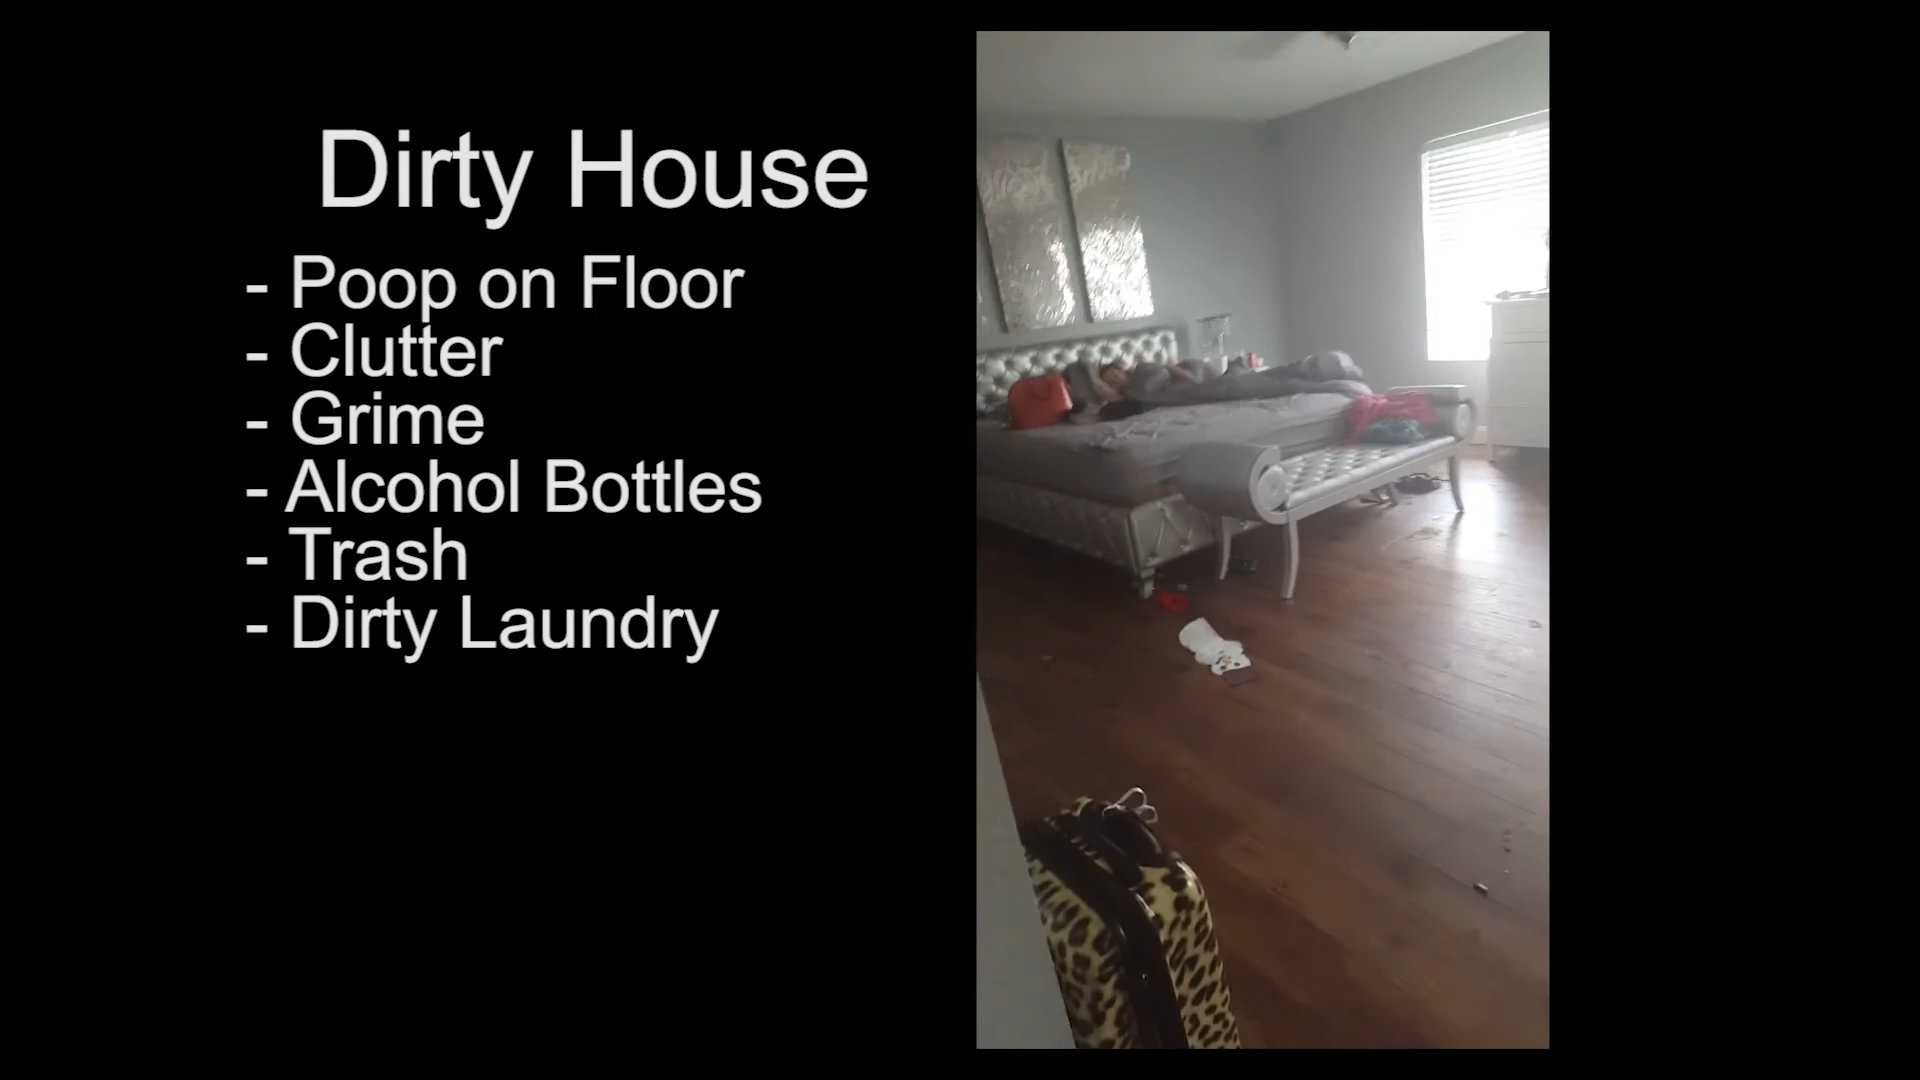 Dirty House
- Poop on Floor
- Clutter
- Grime
- Alcohol Bottles
- Trash
- Dirty Laundry